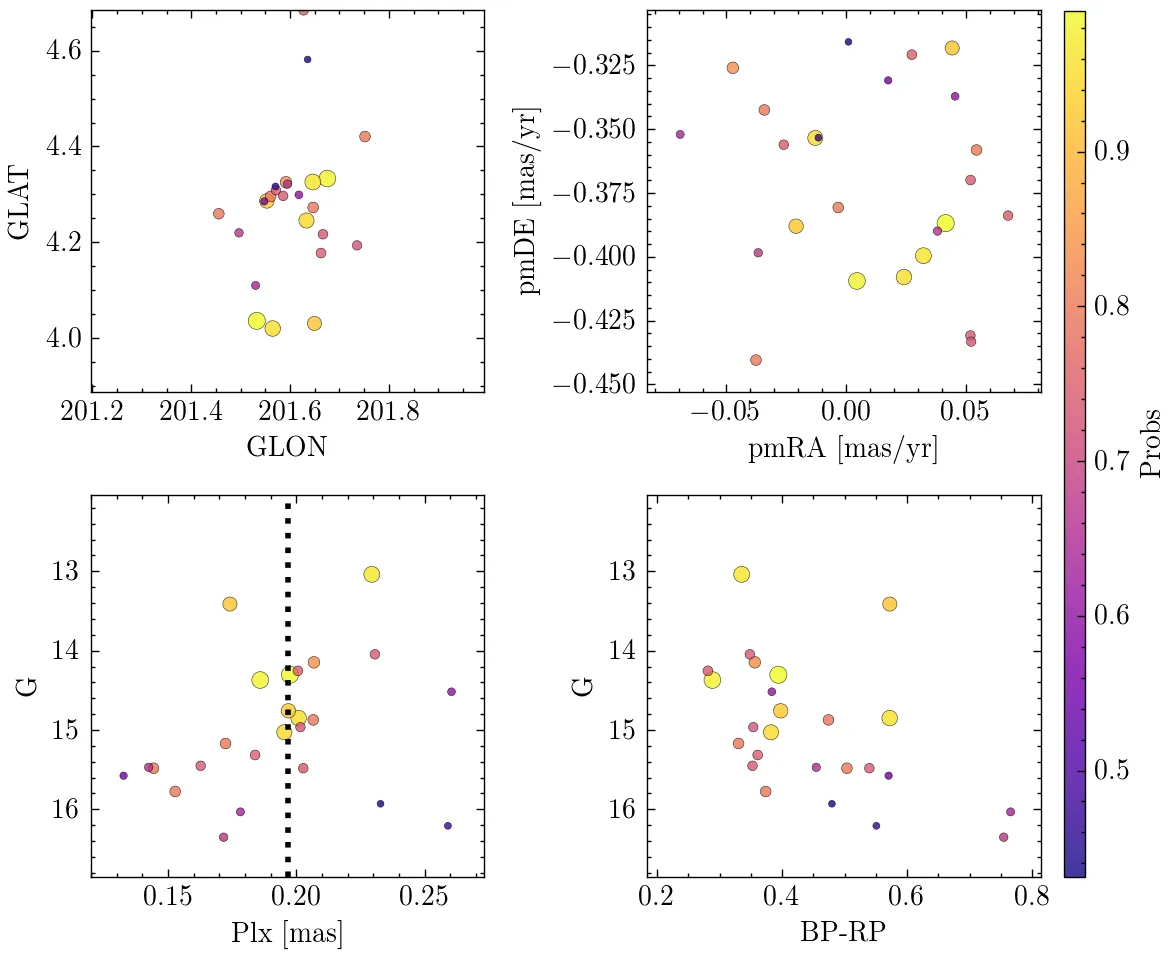 4.6
4.4
4.2
4.0
GLAT
201.2 201.4 201.6 201.8
GLON
−0.325
−0.350
−0.375
−0.400
−0.425
−0.450
pmDE [mas/yr]
−0.05 0.00 0.05
pmRA [mas/yr]
13
14
15
16
G
0.15 0.20 0.25
Plx [mas]
13
14
15
16
G
0.2 0.4 0.6 0.8
BP-RP
0.9
0.8
0.7
0.6
0.5
Probs